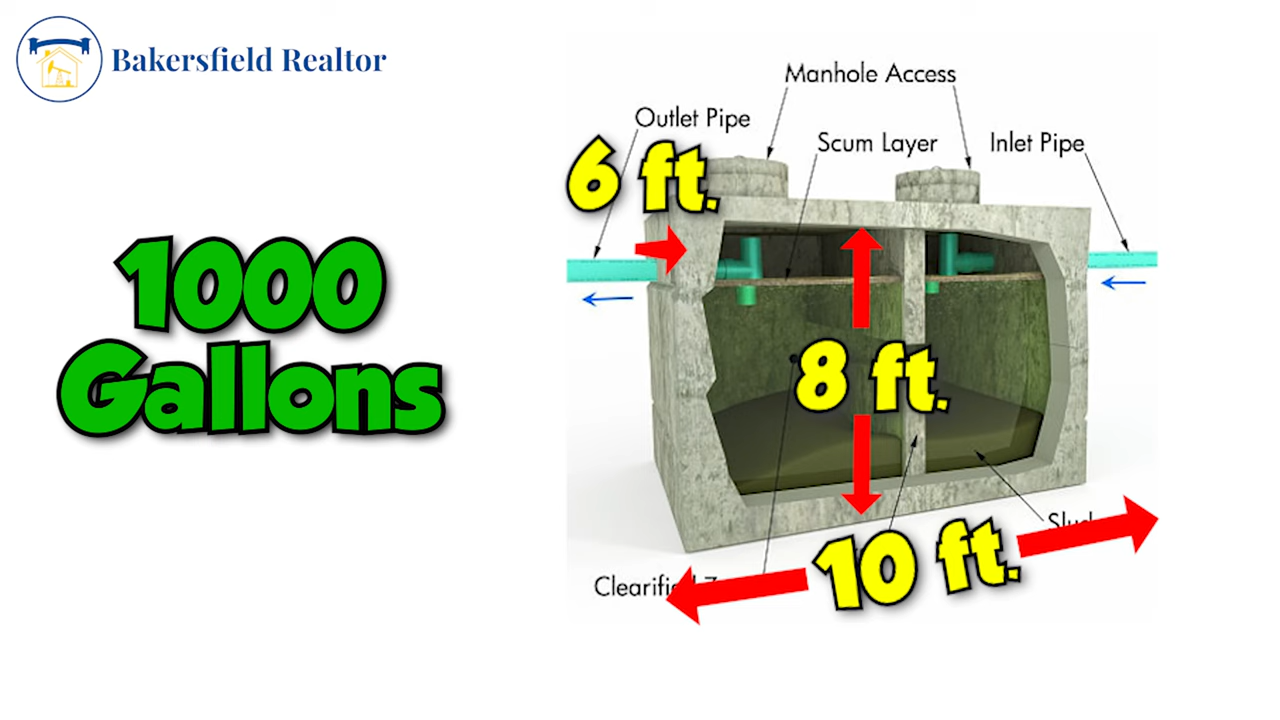 Bakersfield Realtor
Manhole Access
Outlet Pipe
Scum Layer
Inlet Pipe
6 ft.
1000
Gallons
8 ft.
10 ft.